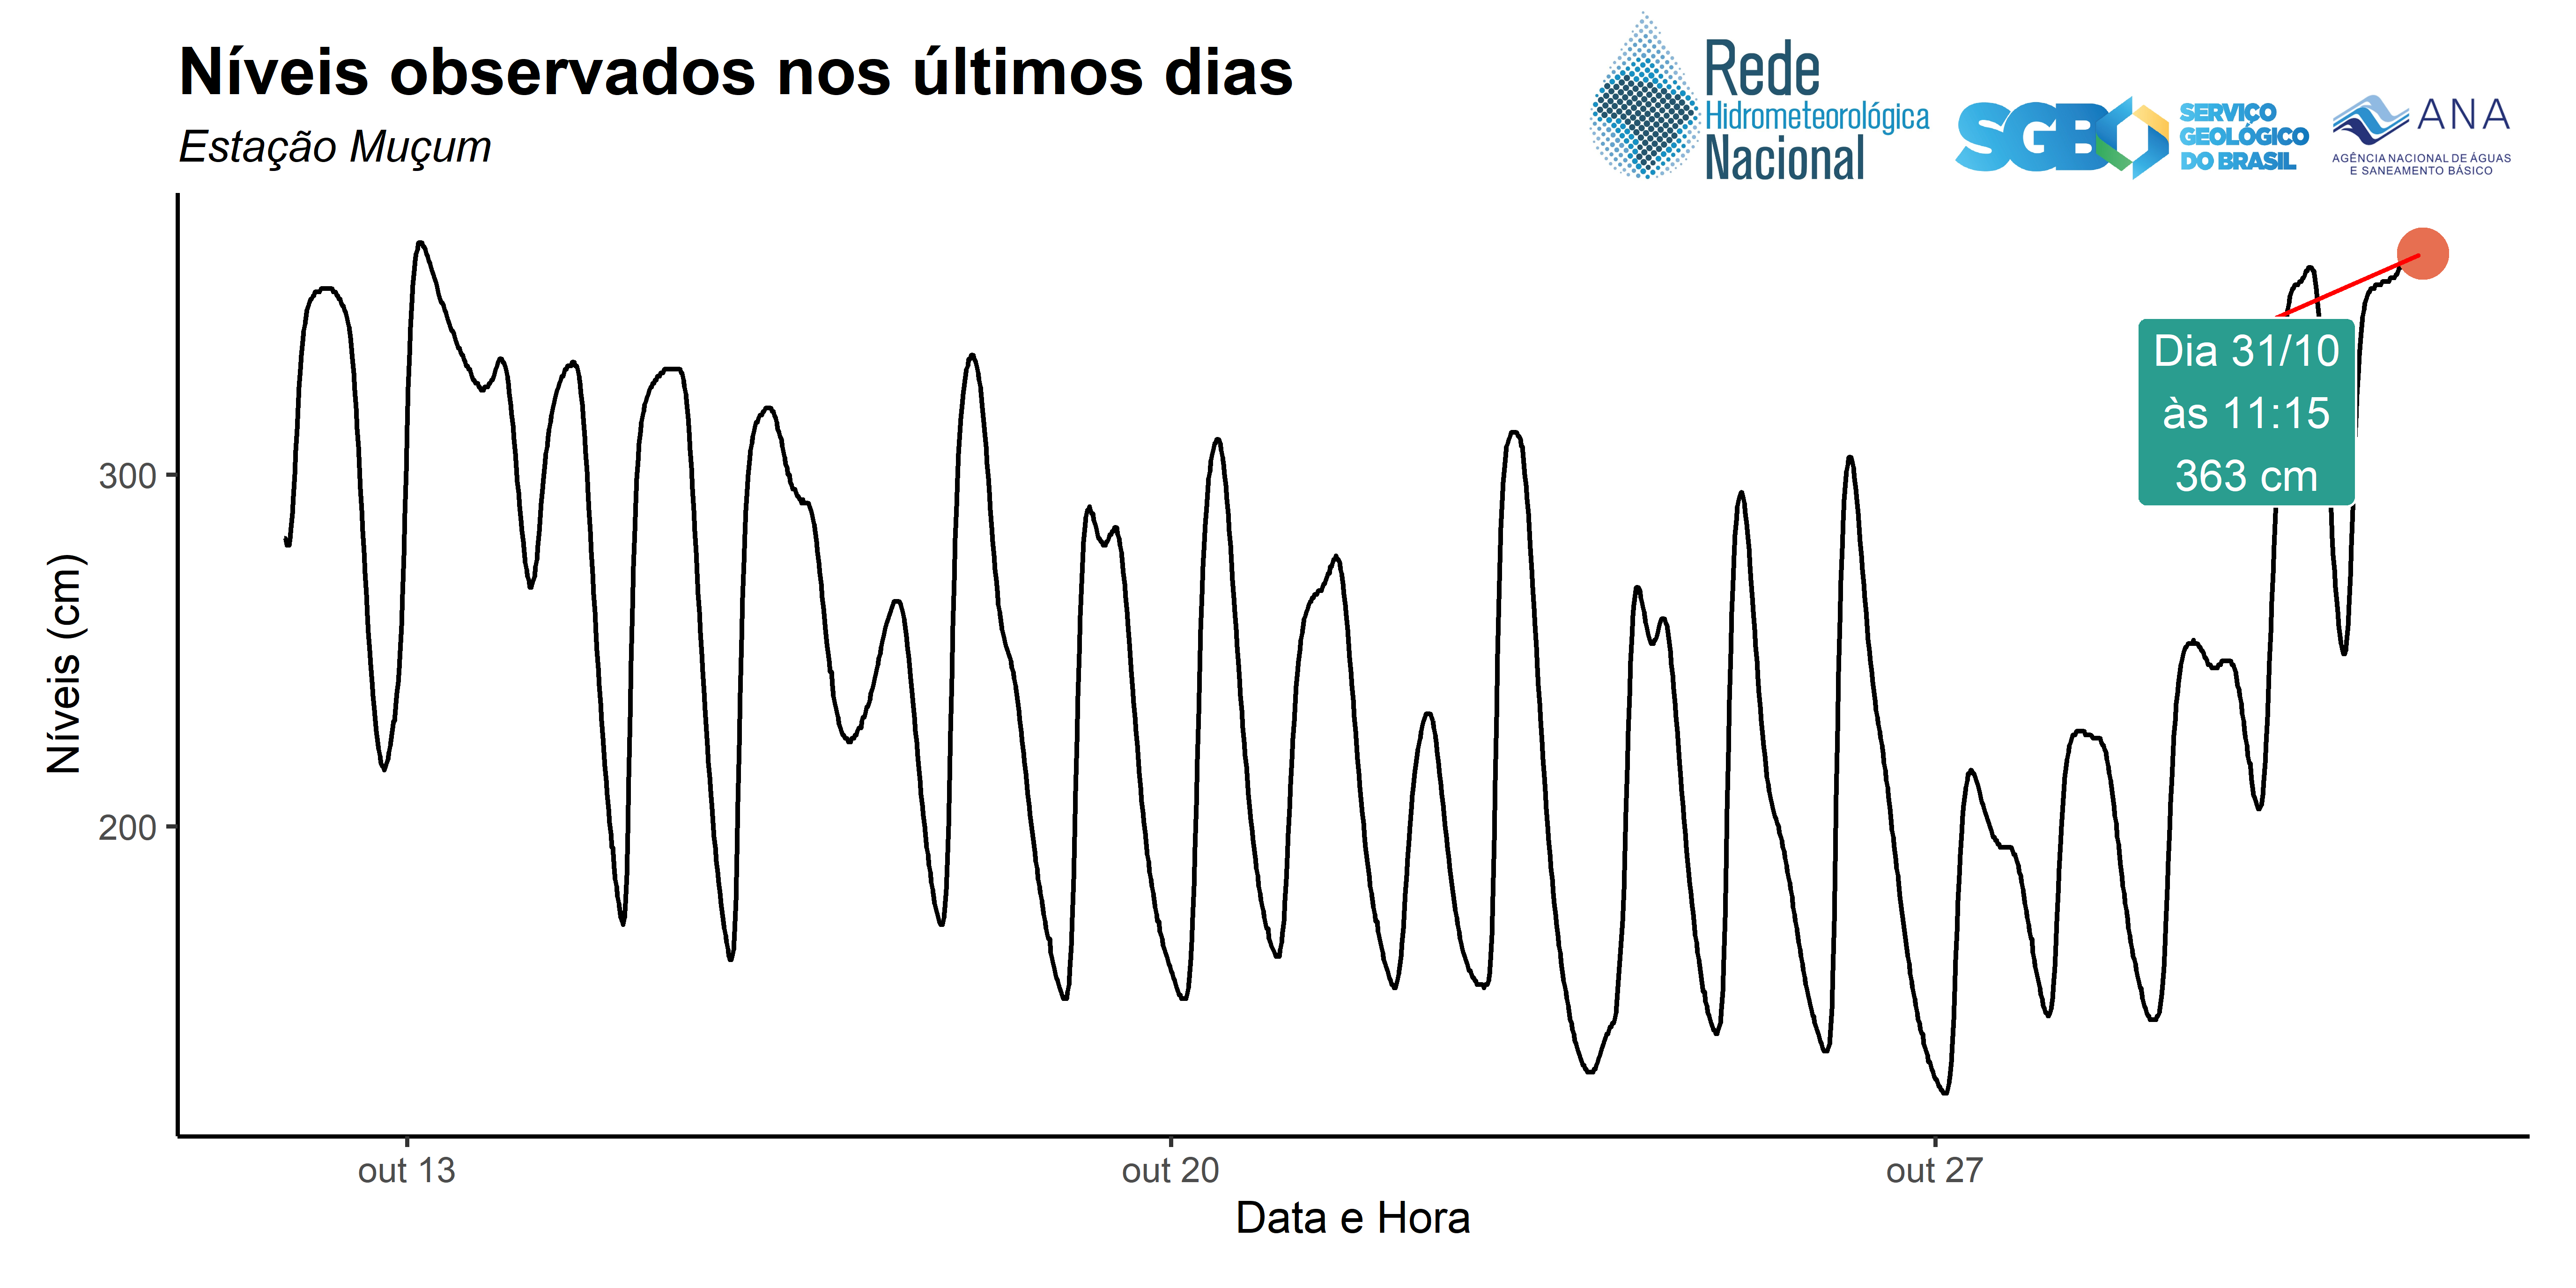 Níveis observados nos últimos dias
Estação Muçum
Rede
Hidrometeorológica
Nacional
SGB
SERVIÇO
GEOLÓGICO
DO BRASIL
ANA
AGÊNCIA NACIONAL DE ÁGUAS
E SANEAMENTO BÁSICO
Níveis (cm)
300
200
Dia 31/10
às 11:15
363 cm
out 13
out 20
out 27
Data e Hora